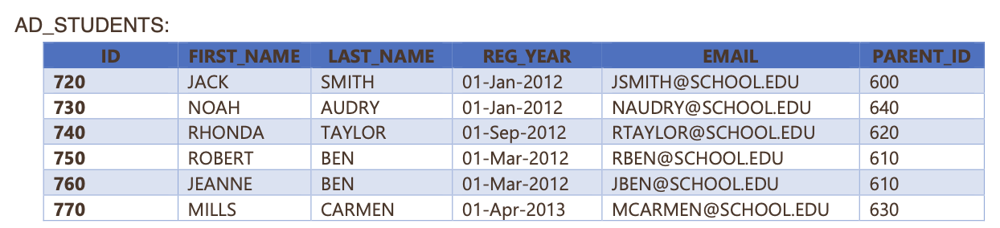 AD_STUDENTS:
ID FIRST_NAME LAST_NAME REG_YEAR EMAIL PARENT_ID
720 JACK SMITH 01-Jan-2012 JSMITH@SCHOOL.EDU 600
730 NOAH AUDRY 01-Jan-2012 NAUDRY@SCHOOL.EDU 640
740 RHONDA TAYLOR 01-Sep-2012 RTAYLOR@SCHOOL.EDU 620
750 ROBERT BEN 01-Mar-2012 RBEN@SCHOOL.EDU 610
760 JEANNE BEN 01-Mar-2012 JBEN@SCHOOL.EDU 610
770 MILLS CARMEN 01-Apr-2013 MCARMEN@SCHOOL.EDU 630